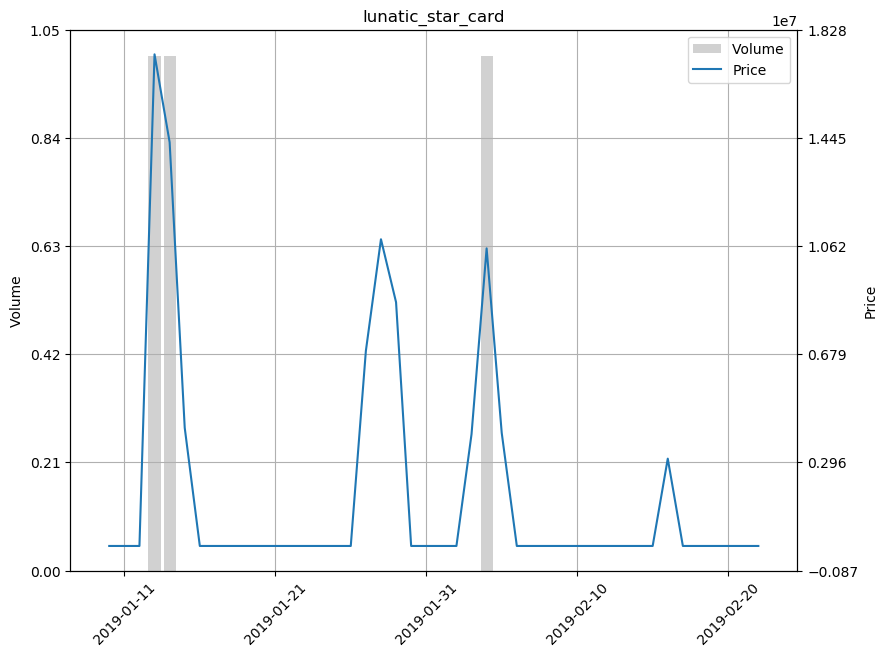 lunatic_star_card
1e7
1.05
0.84
0.63
0.42
0.21
0.00
Volume
1.828
1.445
1.062
0.679
0.296
−0.087
Price
Volume
Price
2019-01-11
2019-01-21
2019-01-31
2019-02-10
2019-02-20